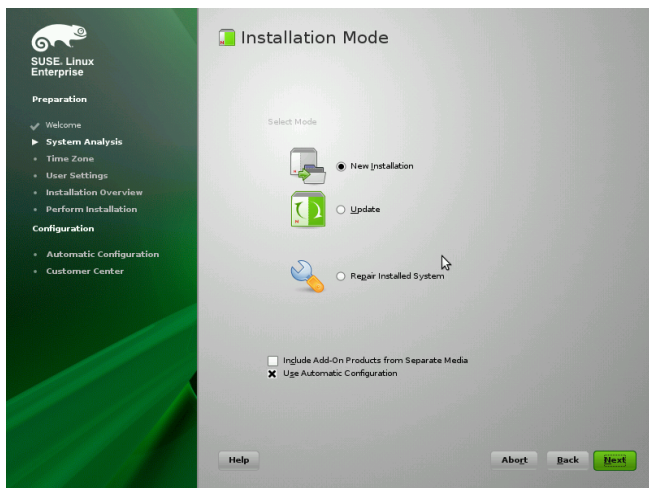 SUSE. Linux
Enterprise
Preparation
Welcome
System Analysis
Time Zone
User Settings
Installation Overview
Perform Installation
Configuration
Automatic Configuration
Customer Center
Installation Mode
Select Mode
New Installation
Update
Repair Installed System
Include Add-On Products from Separate Media
Use Automatic Configuration
Help
Abort
Back
Next